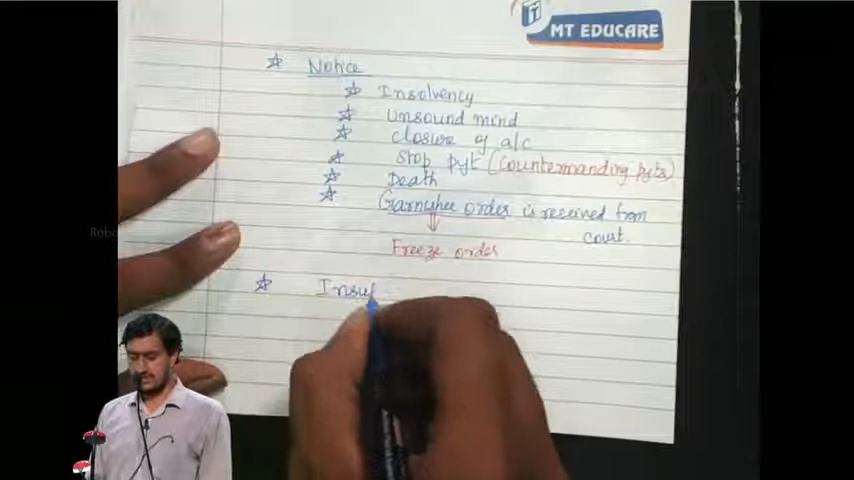 MT EDUCARE
☆ Notice
☆ Insolvency
☆ Unsound mind
☆ closure of a/c
☆ Stop pyt (Countermanding pyts)
☆ Death
☆ Garnishee order is received from
court.
⇓
Freeze order
☆ Insuf